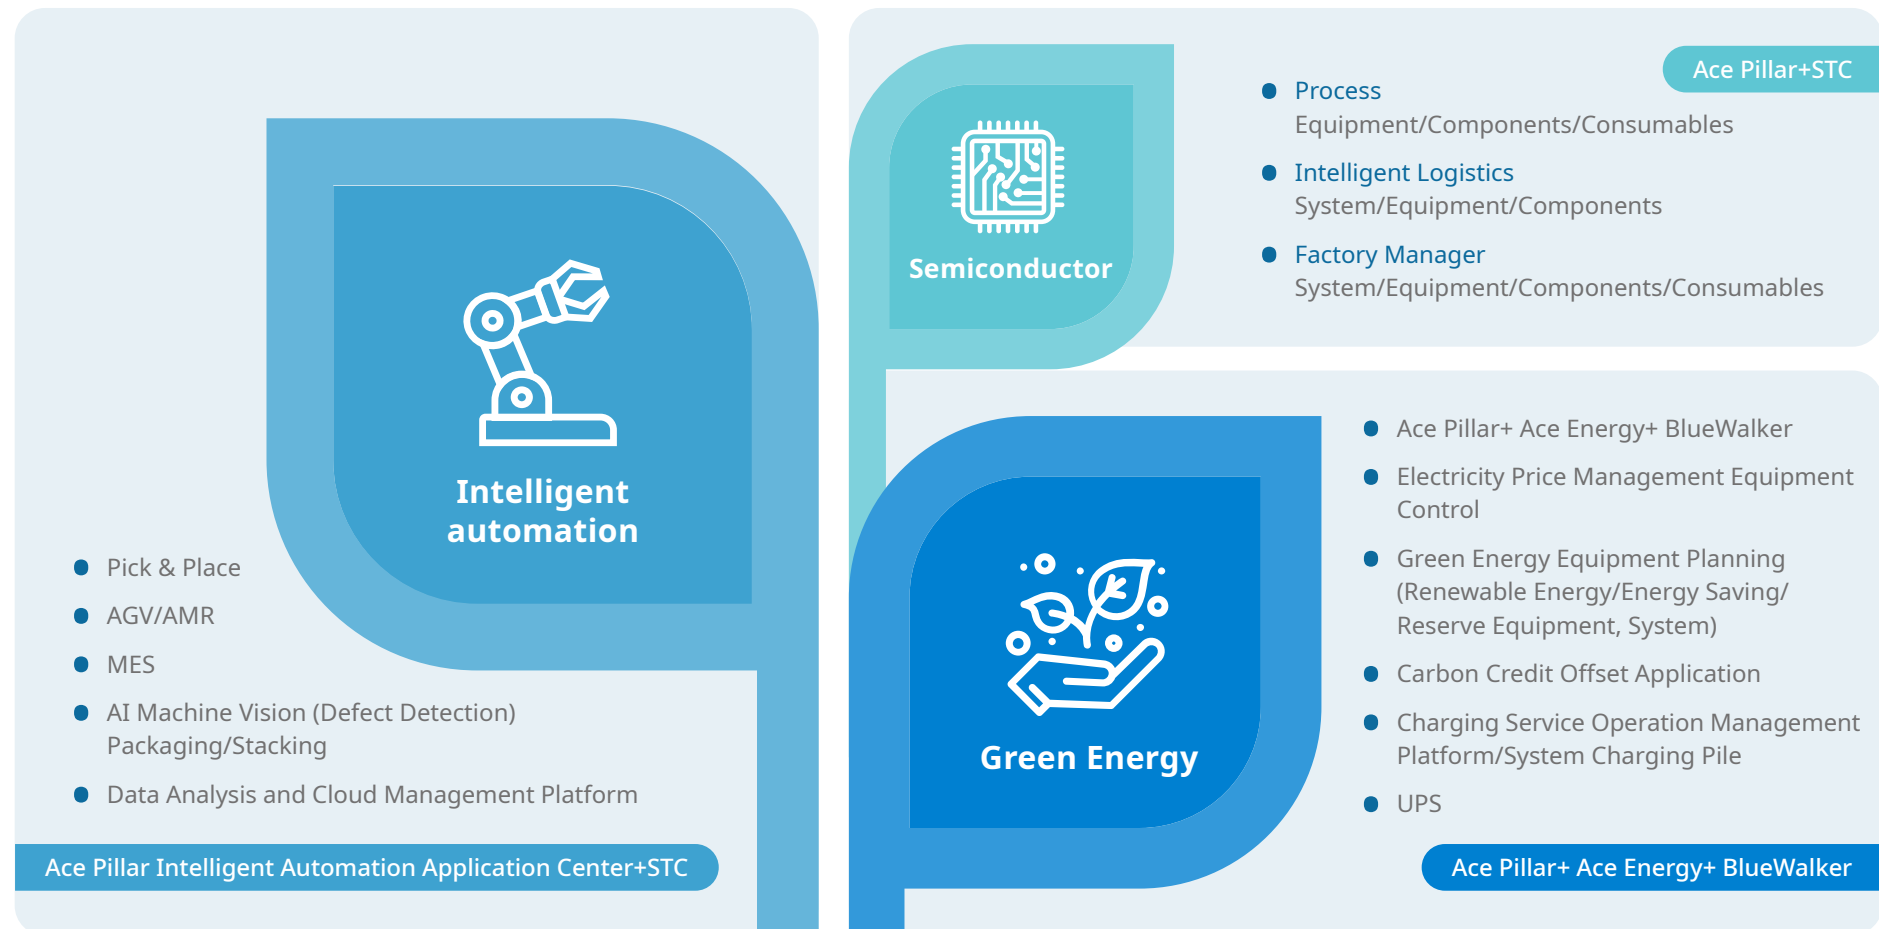 Intelligent
automation
Pick & Place
AGV/AMR
MES
AI Machine Vision (Defect Detection)
Packaging/Stacking
Data Analysis and Cloud Management Platform
Ace Pillar Intelligent Automation Application Center+STC
Semiconductor
Ace Pillar+STC
Process
Equipment/Components/Consumables
Intelligent Logistics
System/Equipment/Components
Factory Manager
System/Equipment/Components/Consumables
Green Energy
Ace Pillar+ Ace Energy+ BlueWalker
Electricity Price Management Equipment
Control
Green Energy Equipment Planning
(Renewable Energy/Energy Saving/
Reserve Equipment, System)
Carbon Credit Offset Application
Charging Service Operation Management
Platform/System Charging Pile
UPS
Ace Pillar+ Ace Energy+ BlueWalker